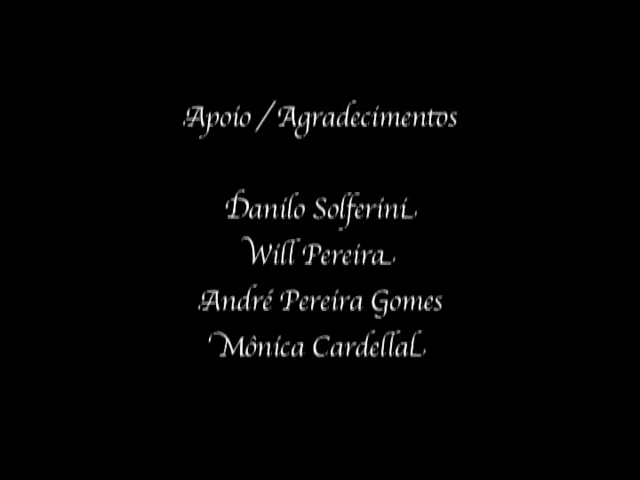 Apoio / Agradecimentos
Danilo Solferini
Will Pereira
André Pereira Gomes
Mônica Cardella